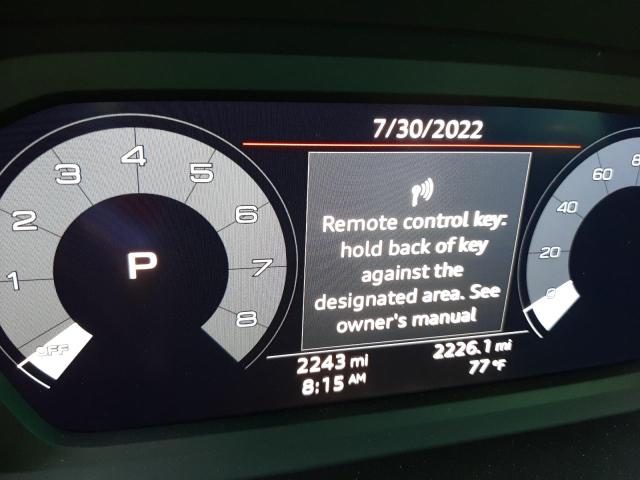 7/30/2022
Remote control key:
hold back of key
against the
designated area. See
owner's manual
2243 mi
2226.1 mi
8:15 AM
77 °F
P
OFF
1
2
3
4
5
6
7
8
0
20
40
60